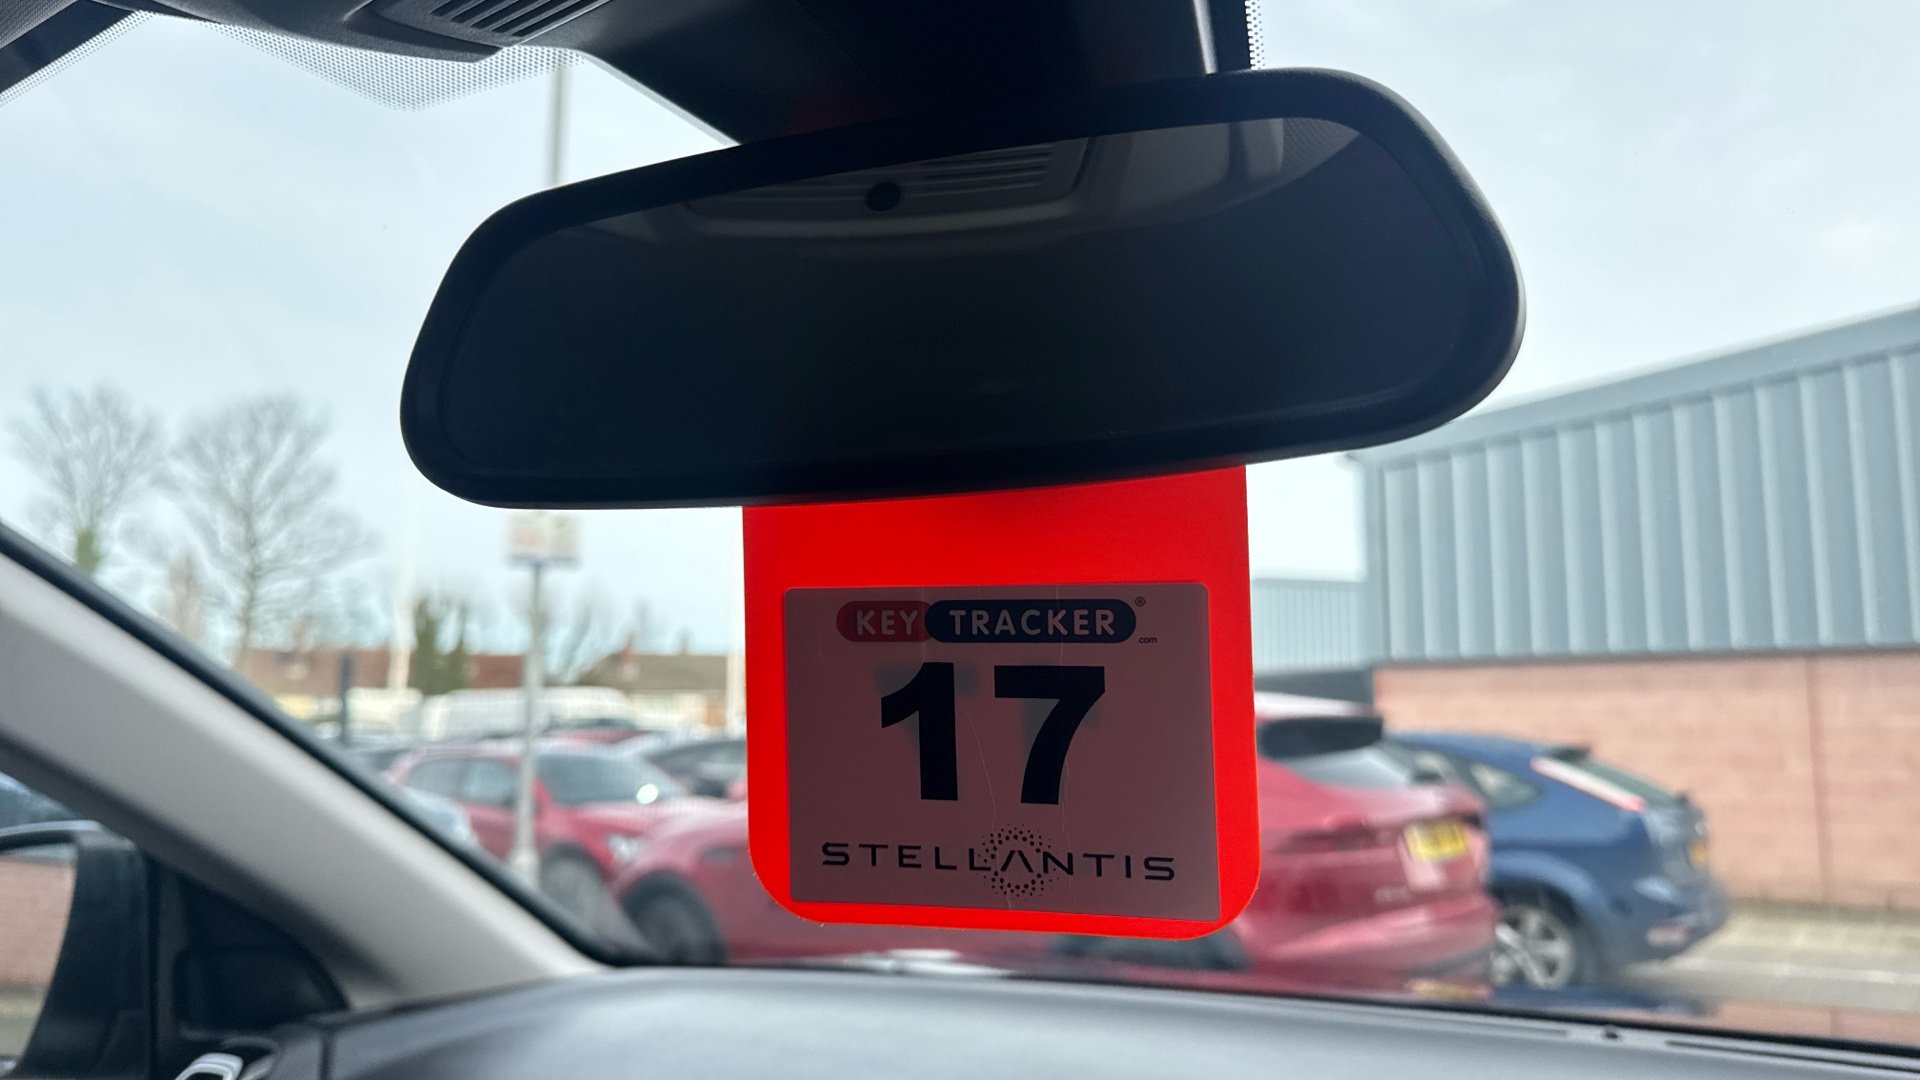 KEY TRACKER®
.com
17
STELLANTIS